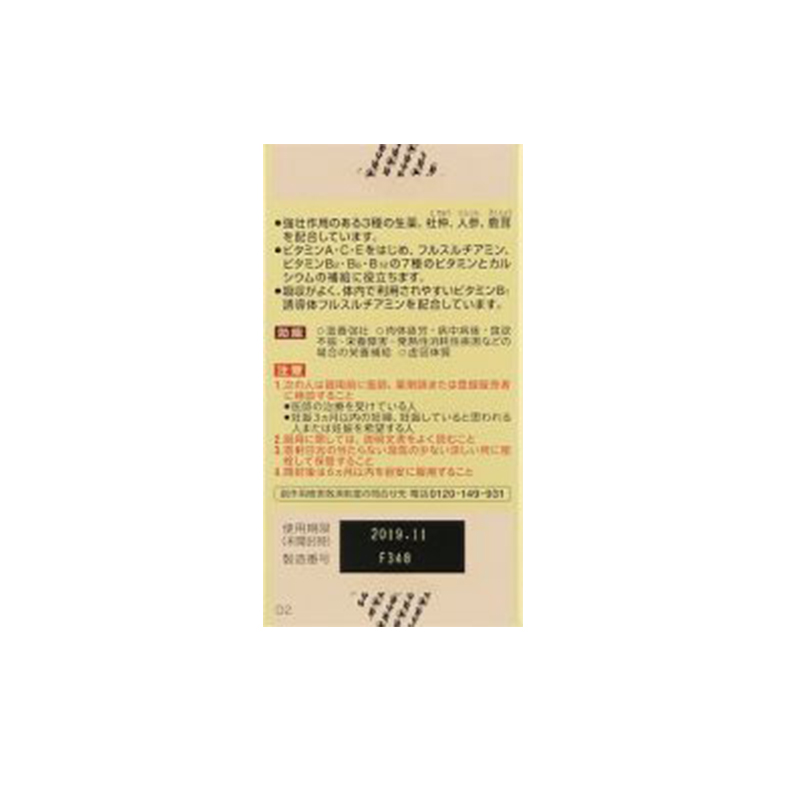 ●強壮作用のある3種の生薬、杜仲、人参、鹿茸
を配合しています。
●ビタミンA・C・Eをはじめ、フルスルチアミン、
ビタミンB₂・B₆・B₁₂の7種のビタミンとカル
シウムの補給に役立ちます。
●吸収がよく、体内で利用されやすいビタミンB₁
誘導体フルスルチアミンを配合しています。
効能 ○滋養強壮 ○肉体疲労・病中病後・食欲
不振・栄養障害・発熱性消耗性疾患などの
場合の栄養補給 ○虚弱体質
注意
1.次の人は服用前に医師、薬剤師または登録販売者
に相談すること
●医師の治療を受けている人
●妊娠3ヵ月以内の妊婦、妊娠していると思われる
人または妊娠を希望する人
2.服用に際しては、説明文書をよく読むこと
3.直射日光の当たらない湿気の少ない涼しい所に密
栓して保管すること
4.開封後は6ヵ月以内を目安に服用すること
副作用被害救済制度の問合せ先 電話0120-149-931
使用期限
(未開封時)
2019.11
製造番号
F348
D2